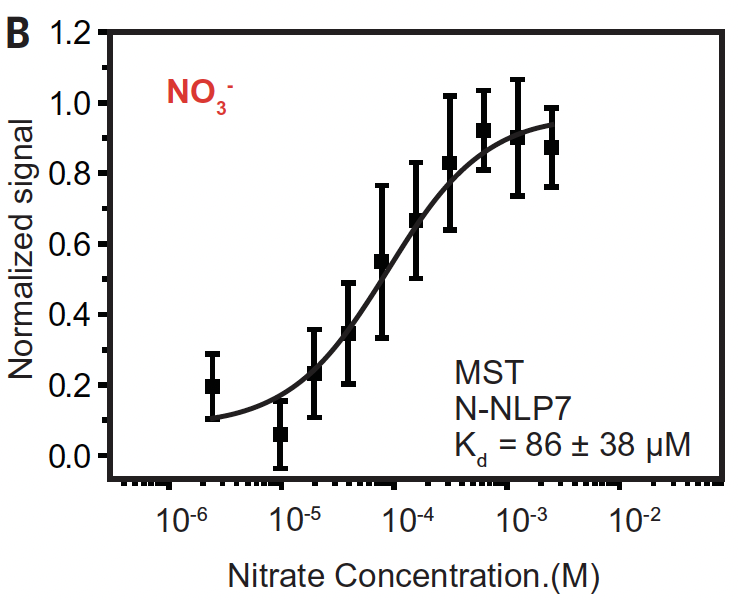 B
1.2
1.0
0.8
0.6
0.4
0.2
0.0
Normalized signal
NO₃⁻
MST
N-NLP7
K_d = 86 ± 38 µM
10⁻⁶ 10⁻⁵ 10⁻⁴ 10⁻³ 10⁻²
Nitrate Concentration.(M)